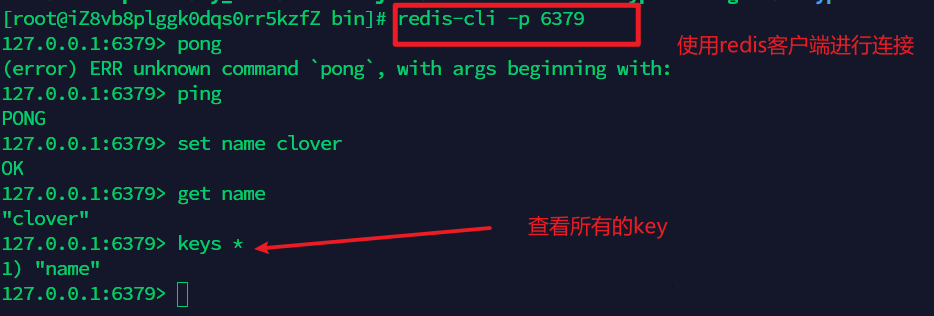 [root@iZ8vb8plggk0dqs0rr5kzfZ bin]# redis-cli -p 6379
使用redis客户端进行连接
127.0.0.1:6379> pong
(error) ERR unknown command `pong`, with args beginning with:
127.0.0.1:6379> ping
PONG
127.0.0.1:6379> set name clover
OK
127.0.0.1:6379> get name
"clover"
查看所有的key
127.0.0.1:6379> keys *
1) "name"
127.0.0.1:6379>